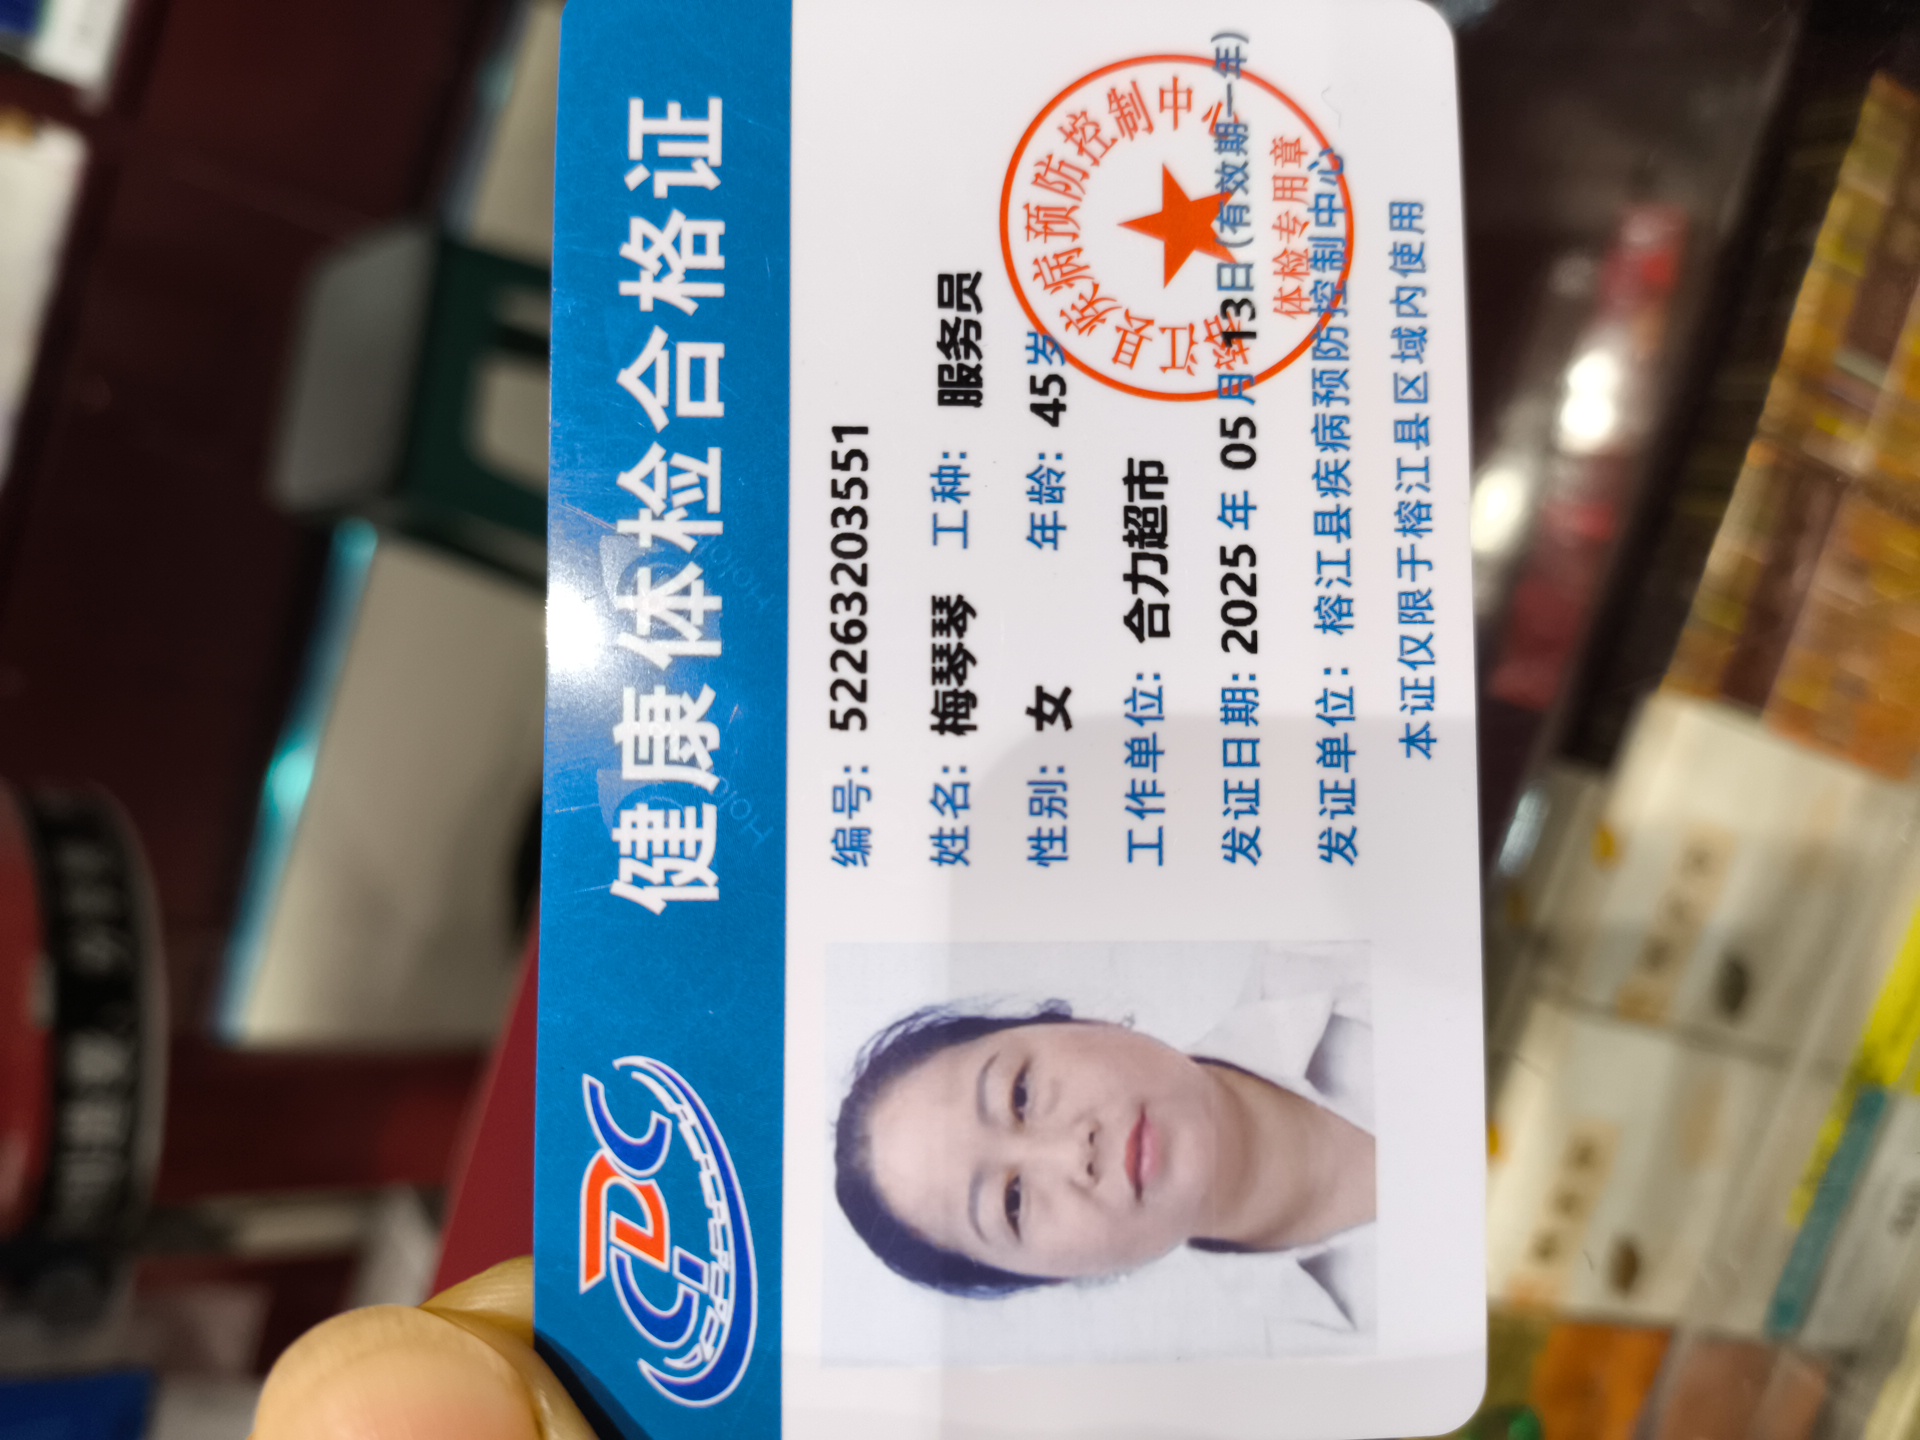 CDC
健康体检合格证
编号: 5226320355​1
姓名: 梅琴琴 工种: 服务员
性别: 女 年龄: 45岁
工作单位: 合力超市
发证日期: 2025年 05月13日(有效期一年)
发证单位: 榕江县疾病预防控制中心
本证仅限于榕江县区域内使用
榕江县疾病预防控制中心
体检专用章